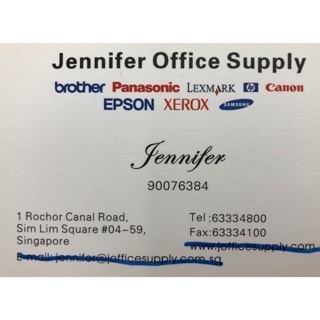 Jennifer Office Supply
brother Panasonic LEXMARK hp Canon
EPSON XEROX SAMSUNG
Jennifer
90076384
1 Rochor Canal Road,
Sim Lim Square #04-59,
Singapore
E-mail: jennifer@jofficesupply.com.sg
Tel :63334800
Fax:63334100
www.jofficesupply.com